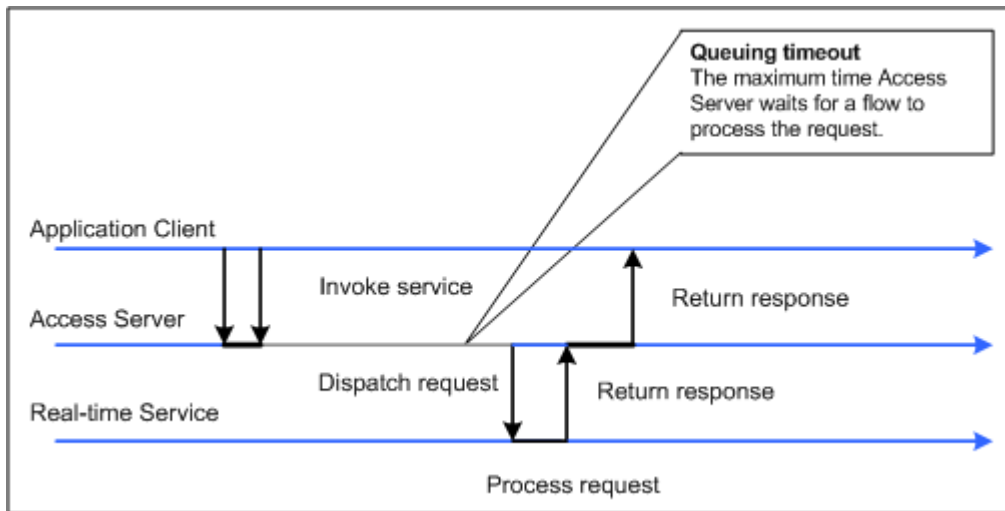 Queuing timeout
The maximum time Access
Server waits for a flow to
process the request.
Application Client
Invoke service
Return response
Access Server
Dispatch request
Return response
Real-time Service
Process request